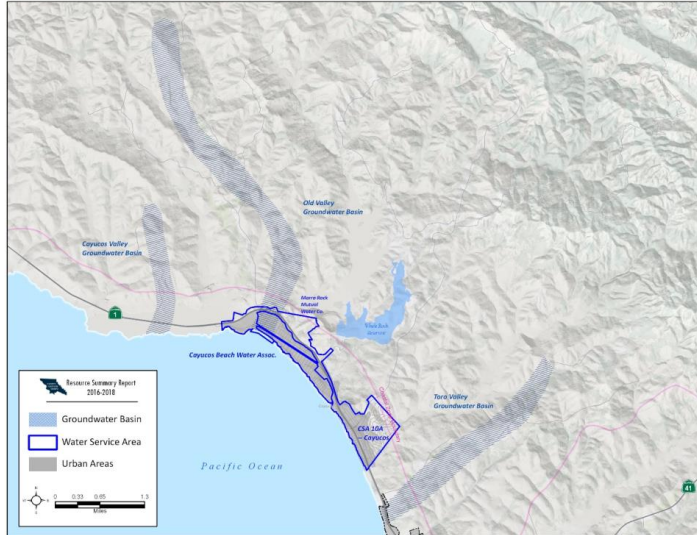 Old Valley
Groundwater Basin
Cayucos Valley
Groundwater Basin
Morro Rock
Mutual
Water Co.
1
Whale Rock
Reservoir
Cayucos Beach Water Assoc.
Toro Valley
Groundwater Basin
CSA 10A
– Cayucos
Pacific Ocean
41
Resource Summary Report
2016-2018
Groundwater Basin
Water Service Area
Urban Areas
0 0.33 0.65 1.3
Miles